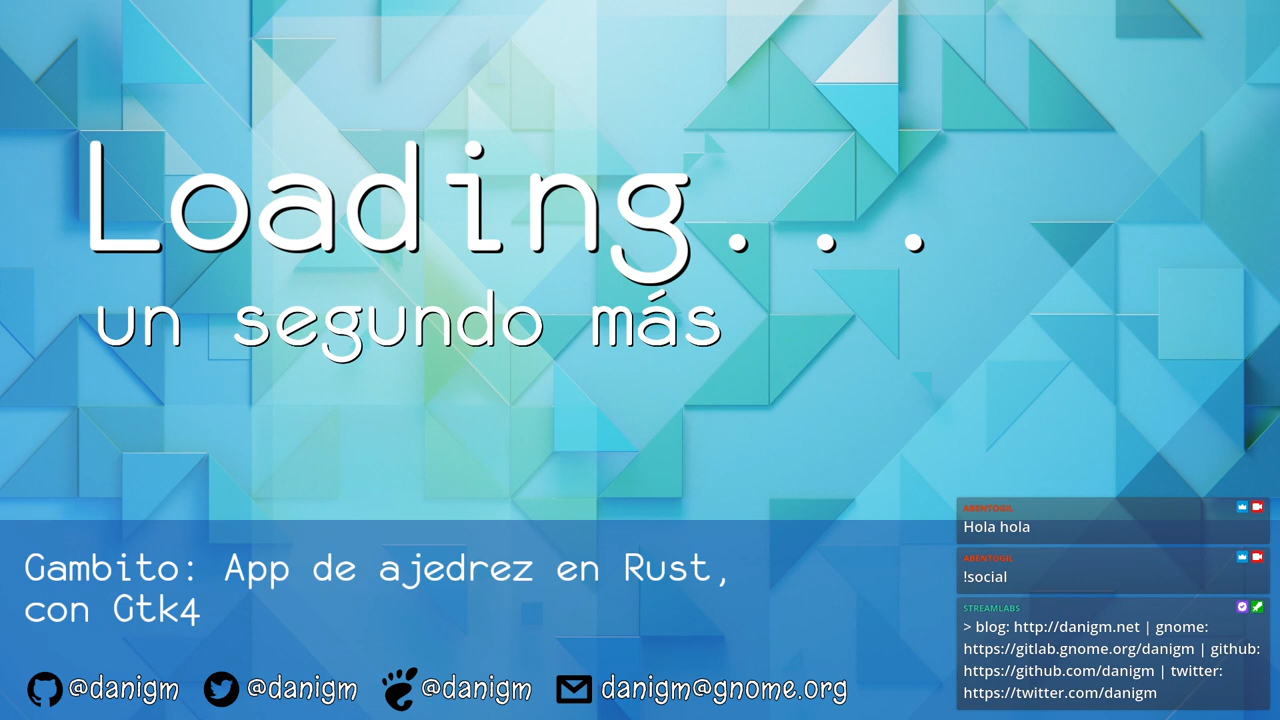 Loading...
un segundo más
Gambito: App de ajedrez en Rust,
con Gtk4
@danigm @danigm @danigm danigm@gnome.org
ABENTOGIL
Hola hola
ABENTOGIL
!social
STREAMLABS
> blog: http://danigm.net | gnome:
https://gitlab.gnome.org/danigm | github:
https://github.com/danigm | twitter:
https://twitter.com/danigm